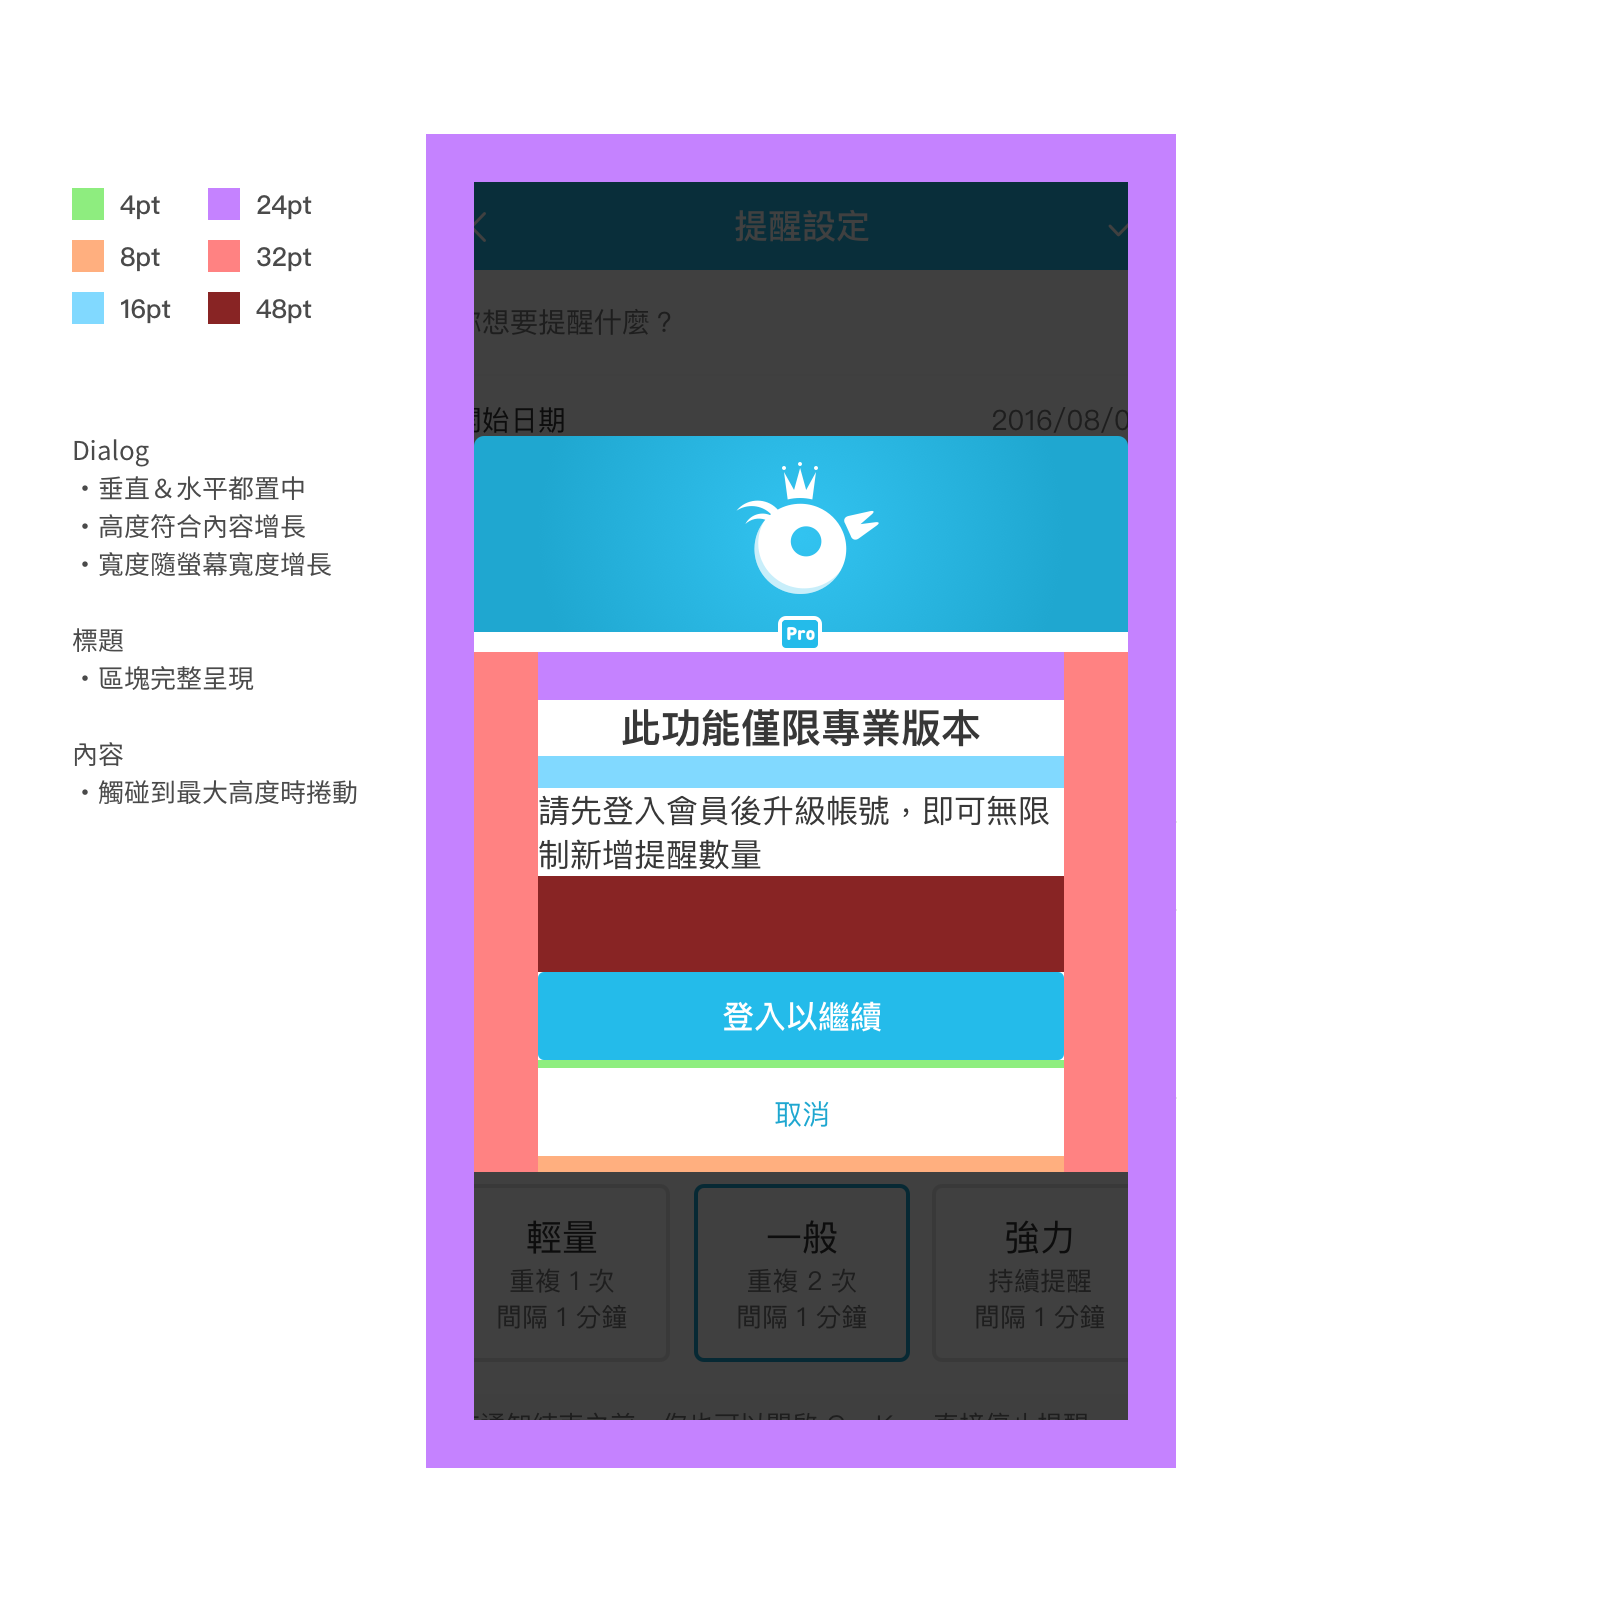 4pt
24pt
8pt
32pt
16pt
48pt
Dialog
・垂直＆水平都置中
・高度符合內容增長
・寬度隨螢幕寬度增長
標題
・區塊完整呈現
內容
・觸碰到最大高度時捲動
提醒設定
想要提醒什麼？
始日期
2016/08/0
Pro
此功能僅限專業版本
請先登入會員後升級帳號，即可無限
制新增提醒數量
登入以繼續
取消
輕量
重複 1 次
間隔 1 分鐘
一般
重複 2 次
間隔 1 分鐘
強力
持續提醒
間隔 1 分鐘